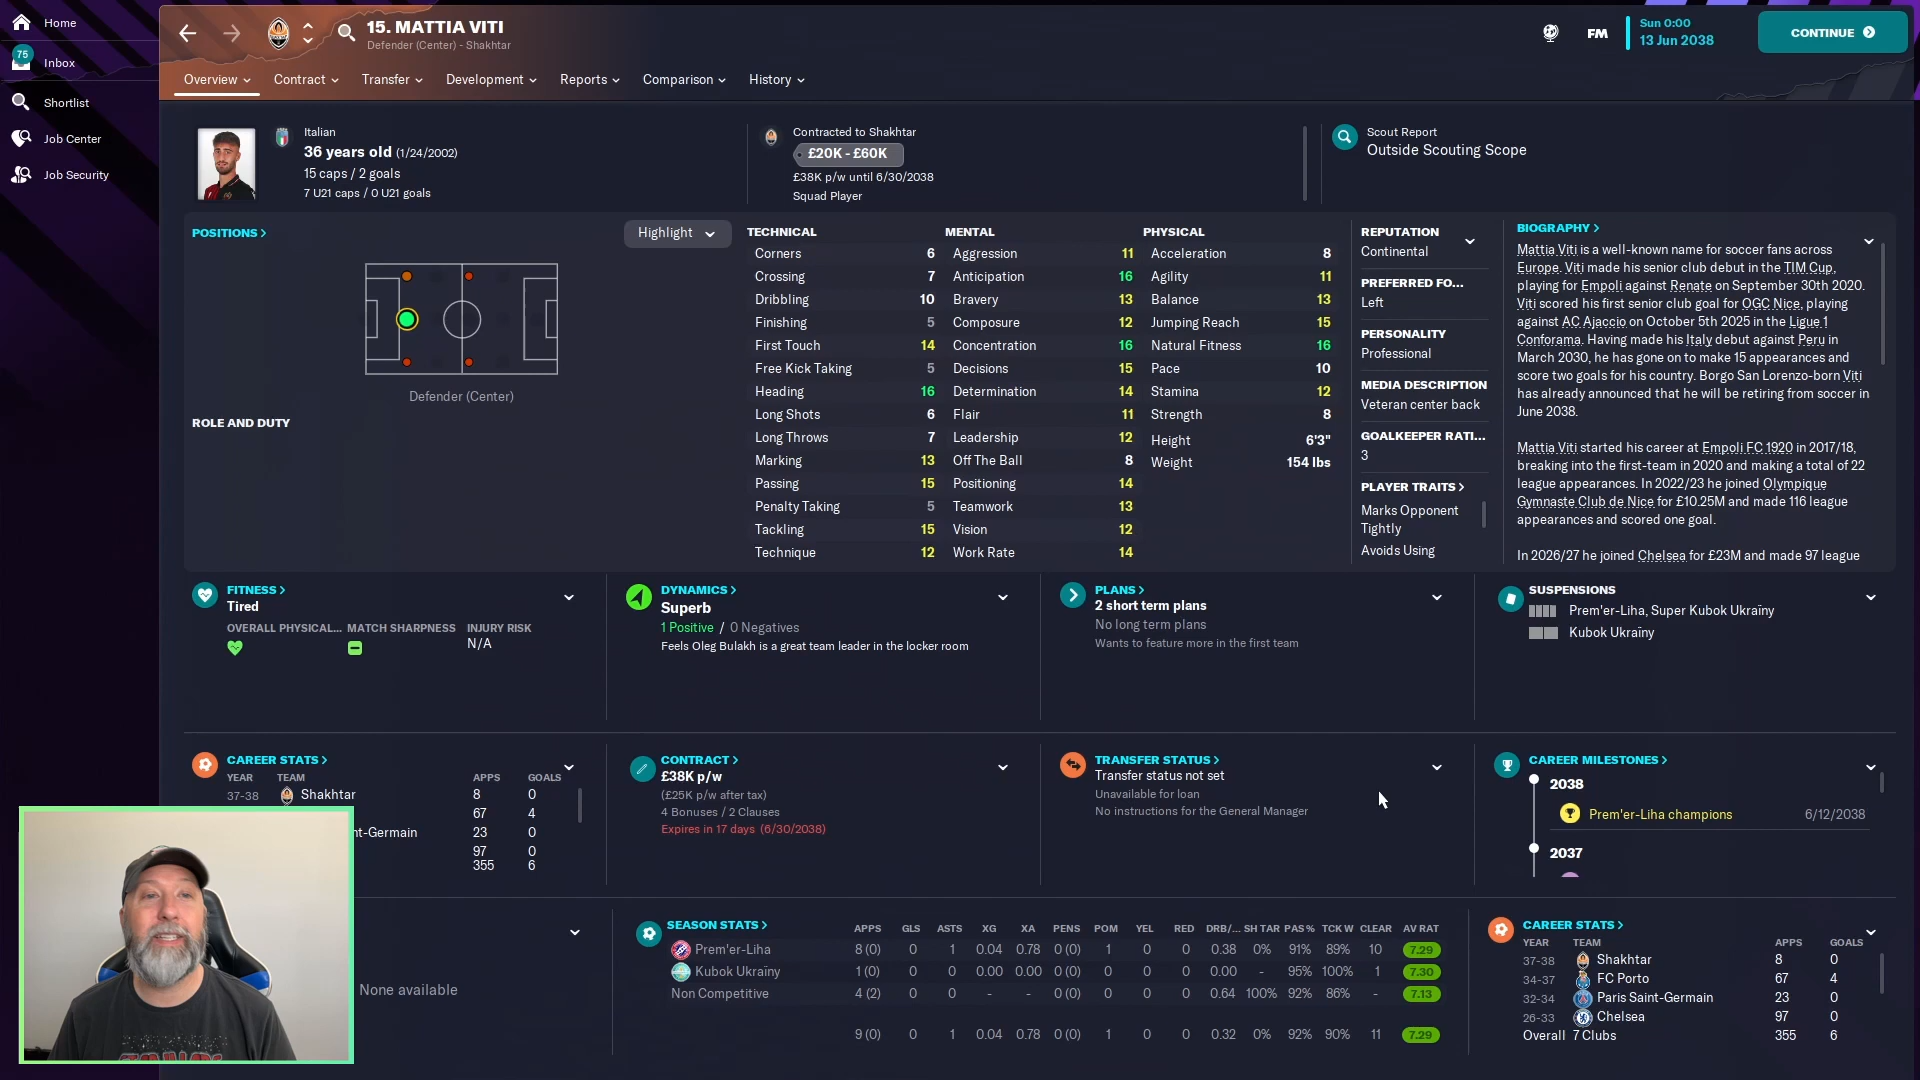 Home
75
Inbox
Shortlist
Job Center
Job Security
15. MATTIA VITI
Defender (Center) - Shakhtar
FM
Sun 0:00
13 Jun 2038
CONTINUE
Overview
Contract
Transfer
Development
Reports
Comparison
History
Italian
36 years old (1/24/2002)
15 caps / 2 goals
7 U21 caps / 0 U21 goals
Contracted to Shakhtar
£20K - £60K
£38K p/w until 6/30/2038
Squad Player
Scout Report
Outside Scouting Scope
POSITIONS
Highlight
Defender (Center)
ROLE AND DUTY
TECHNICAL
Corners 6
Crossing 7
Dribbling 10
Finishing 5
First Touch 14
Free Kick Taking 5
Heading 16
Long Shots 6
Long Throws 7
Marking 13
Passing 15
Penalty Taking 5
Tackling 15
Technique 12
MENTAL
Aggression 11
Anticipation 16
Bravery 13
Composure 12
Concentration 16
Decisions 15
Determination 14
Flair 11
Leadership 12
Off The Ball 8
Positioning 14
Teamwork 13
Vision 12
Work Rate 14
PHYSICAL
Acceleration 8
Agility 11
Balance 13
Jumping Reach 15
Natural Fitness 16
Pace 10
Stamina 12
Strength 8
Height 6'3"
Weight 154 lbs
REPUTATION
Continental
PREFERRED FO...
Left
PERSONALITY
Professional
MEDIA DESCRIPTION
Veteran center back
GOALKEEPER RATI...
3
PLAYER TRAITS
Marks Opponent
Tightly
Avoids Using
BIOGRAPHY
Mattia Viti is a well-known name for soccer fans across
Europe. Viti made his senior club debut in the TIM Cup,
playing for Empoli against Renate on September 30th 2020.
Viti scored his first senior club goal for OGC Nice, playing
against AC Ajaccio on October 5th 2025 in the Ligue 1
Conforama. Having made his Italy debut against Peru in
March 2030, he has gone on to make 15 appearances and
score two goals for his country. Borgo San Lorenzo-born Viti
has already announced that he will be retiring from soccer in
June 2038.
Mattia Viti started his career at Empoli FC 1920 in 2017/18,
breaking into the first-team in 2020 and making a total of 22
league appearances. In 2022/23 he joined Olympique
Gymnaste Club de Nice for £10.25M and made 116 league
appearances and scored one goal.
In 2026/27 he joined Chelsea for £23M and made 97 league
FITNESS
Tired
OVERALL PHYSICAL... MATCH SHARPNESS INJURY RISK
N/A
DYNAMICS
Superb
1 Positive / 0 Negatives
Feels Oleg Bulakh is a great team leader in the locker room
PLANS
2 short term plans
No long term plans
Wants to feature more in the first team
SUSPENSIONS
Prem'er-Liha, Super Kubok Ukraïny
Kubok Ukraïny
CAREER STATS
YEAR TEAM APPS GOALS
37-38 Shakhtar 8 0
67 4
nt-Germain 23 0
97 0
355 6
CONTRACT
£38K p/w
(£25K p/w after tax)
4 Bonuses / 2 Clauses
Expires in 17 days (6/30/2038)
TRANSFER STATUS
Transfer status not set
Unavailable for loan
No instructions for the General Manager
CAREER MILESTONES
2038
Prem'er-Liha champions 6/12/2038
2037
None available
SEASON STATS APPS GLS ASTS XG XA PENS POM YEL RED DRB/... SH TAR PAS % TCK W CLEAR AV RAT
Prem'er-Liha 8 (0) 0 1 0.04 0.78 0 (0) 1 0 0 0.38 0% 91% 89% 10 7.29
Kubok Ukraïny 1 (0) 0 0 0.00 0.00 0 (0) 0 0 0 0.00 - 95% 100% 1 7.30
Non Competitive 4 (2) 0 0 - - 0 (0) 0 0 0 0.64 100% 92% 86% - 7.13
9 (0) 0 1 0.04 0.78 0 (0) 1 0 0 0.32 0% 92% 90% 11 7.29
CAREER STATS
YEAR TEAM APPS GOALS
37-38 Shakhtar 8 0
34-37 FC Porto 67 4
32-34 Paris Saint-Germain 23 0
26-33 Chelsea 97 0
Overall 7 Clubs 355 6